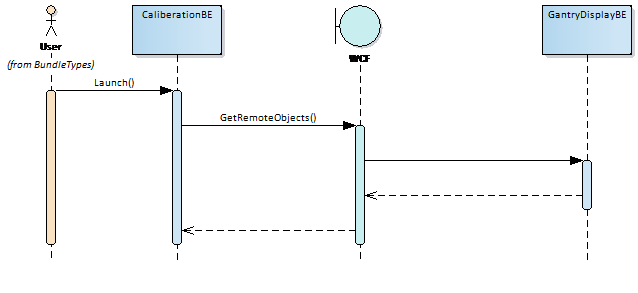 CaliberationBE
GantryDisplayBE
User
WCF
(from BundleTypes)
Launch()
GetRemoteObjects()